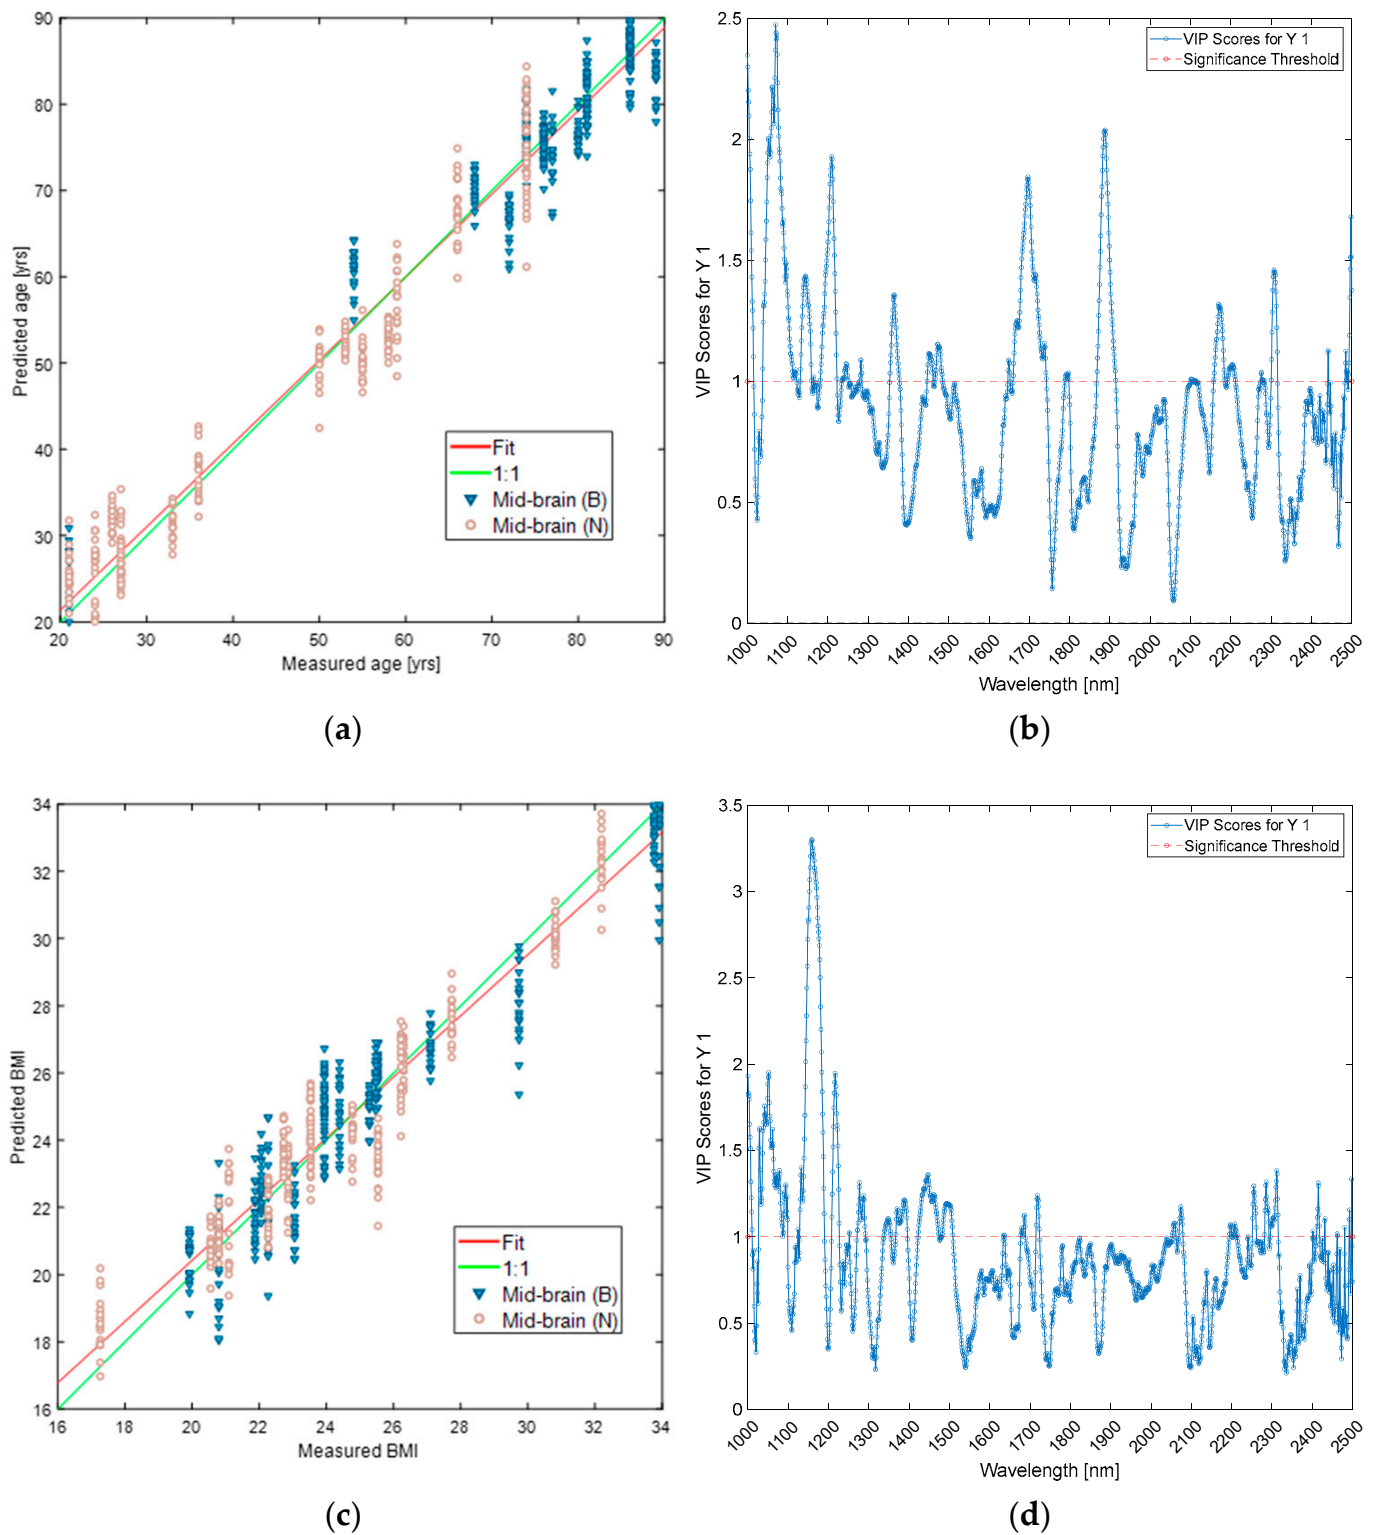 90
80
70
60
50
40
30
20
20 30 40 50 60 70 80 90
Predicted age [yrs]
Measured age [yrs]
Fit
1:1
Mid-brain (B)
Mid-brain (N)
(a)
2.5
2
1.5
1
0.5
0
VIP Scores for Y 1
VIP Scores for Y 1
Significance Threshold
1000 1100 1200 1300 1400 1500 1600 1700 1800 1900 2000 2100 2200 2300 2400 2500
Wavelength [nm]
(b)
34
32
30
28
26
24
22
20
18
16
16 18 20 22 24 26 28 30 32 34
Predicted BMI
Measured BMI
Fit
1:1
Mid-brain (B)
Mid-brain (N)
(c)
3.5
3
2.5
2
1.5
1
0.5
0
VIP Scores for Y 1
VIP Scores for Y 1
Significance Threshold
1000 1100 1200 1300 1400 1500 1600 1700 1800 1900 2000 2100 2200 2300 2400 2500
Wavelength [nm]
(d)